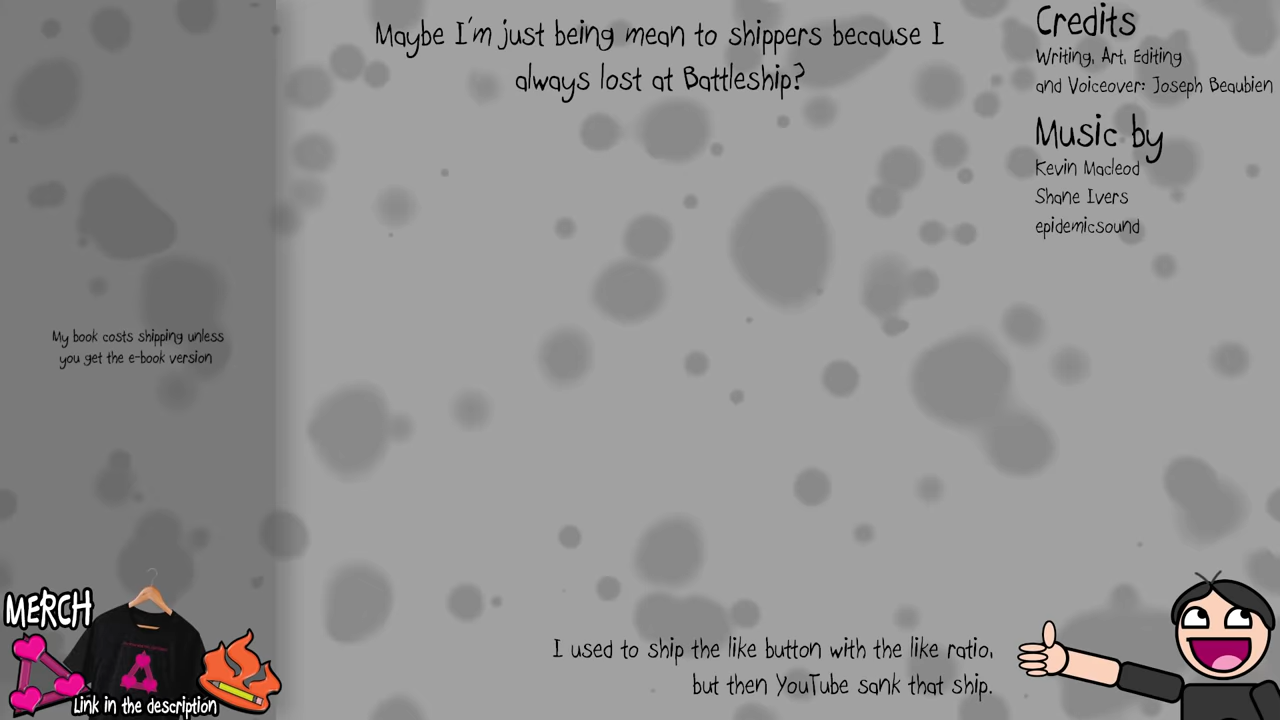 Maybe I'm just being mean to shippers because I
always lost at Battleship?
Credits
Writing, Art, Editing
and Voiceover: Joseph Beaubien
Music by
Kevin Macleod
Shane Ivers
epidemicsound
My book costs shipping unless
you get the e-book version
MERCH
Link in the description
I used to ship the like button with the like ratio,
but then YouTube sank that ship.